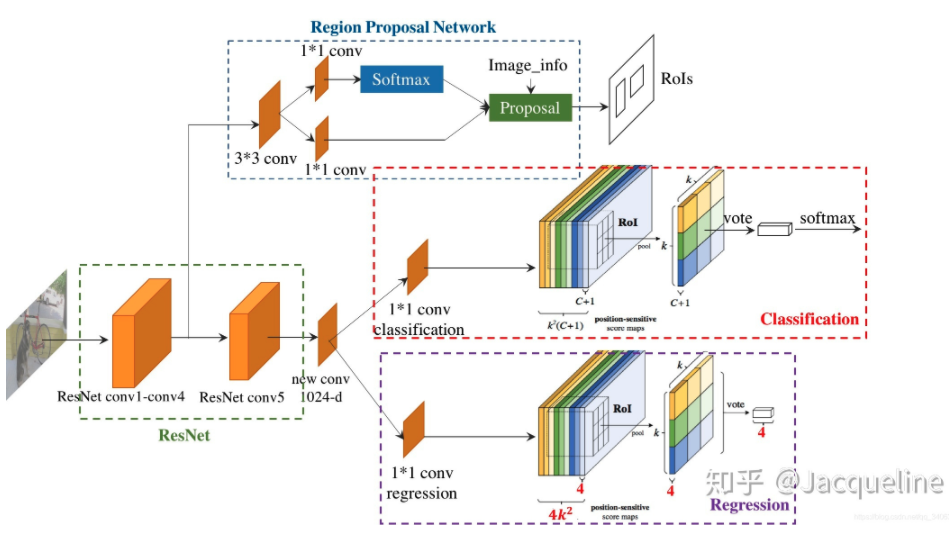 Region Proposal Network
1*1 conv
Softmax
Image_info
Proposal
RoIs
3*3 conv
1*1 conv
k
RoI
pool
k
vote
softmax
1*1 conv
classification
C+1
k²(C+1)
position-sensitive
score maps
C+1
Classification
ResNet conv1-conv4
ResNet conv5
new conv
1024-d
ResNet
k
RoI
pool
k
vote
4
1*1 conv
regression
4
4k²
position-sensitive
score maps
4
Regression
知乎 @Jacqueline